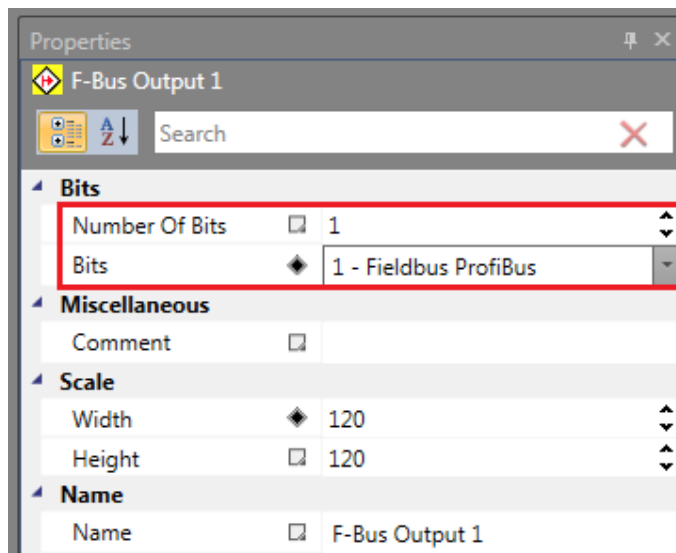 Properties
F-Bus Output 1
A Z Search
Bits
Number Of Bits 1
Bits 1 - Fieldbus ProfiBus
Miscellaneous
Comment
Scale
Width 120
Height 120
Name
Name F-Bus Output 1